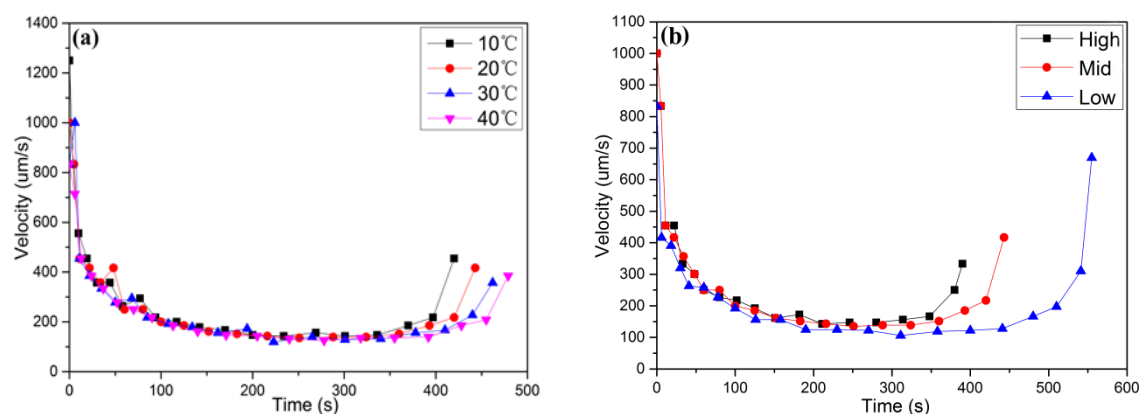 (a)
10℃
20℃
30℃
40℃
Velocity (um/s)
1400
1200
1000
800
600
400
200
0
0 100 200 300 400 500
Time (s)
(b)
High
Mid
Low
Velocity (um/s)
1100
1000
900
800
700
600
500
400
300
200
100
0
0 100 200 300 400 500 600
Time (s)